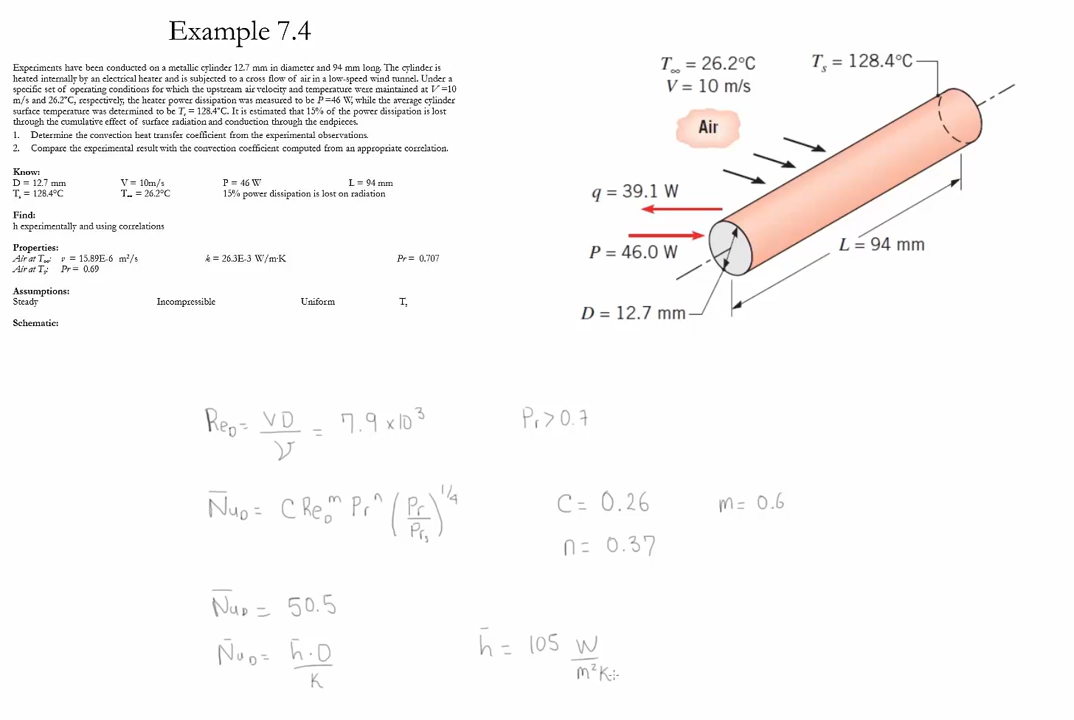 Example 7.4
Experiments have been conducted on a metallic cylinder 12.7 mm in diameter and 94 mm long. The cylinder is
heated internally by an electrical heater and is subjected to a cross flow of air in a low-speed wind tunnel. Under a
specific set of operating conditions for which the upstream air velocity and temperature were maintained at V =10
m/s and 26.2°C, respectively, the heater power dissipation was measured to be P =46 W, while the average cylinder
surface temperature was determined to be Tₛ = 128.4°C. It is estimated that 15% of the power dissipation is lost
through the cumulative effect of surface radiation and conduction through the endpieces.
1. Determine the convection heat transfer coefficient from the experimental observations.
2. Compare the experimental result with the convection coefficient computed from an appropriate correlation.
Know:
D = 12.7 mm V = 10m/s P = 46 W L = 94 mm
Tₛ = 128.4°C T∞ = 26.2°C 15% power dissipation is lost on radiation
Find:
h experimentally and using correlations
Properties:
Air at T∞: ν = 15.89E-6 m²/s k = 26.3E-3 W/m·K Pr = 0.707
Air at Tₛ: Pr = 0.69
Assumptions:
Steady Incompressible Uniform Tₛ
Schematic:
T∞ = 26.2°C
V = 10 m/s
Tₛ = 128.4°C
Air
q = 39.1 W
P = 46.0 W
L = 94 mm
D = 12.7 mm
Re_D = VD/ν = 7.9 x10³ Pr > 0.7
N̄u_D = C Re_D^m Pr^n (Pr/Prₛ)^1/4 C = 0.26 m = 0.6
n = 0.37
N̄u_D = 50.5
N̄u_D = h̄·D/K h̄ = 105 W/m²K